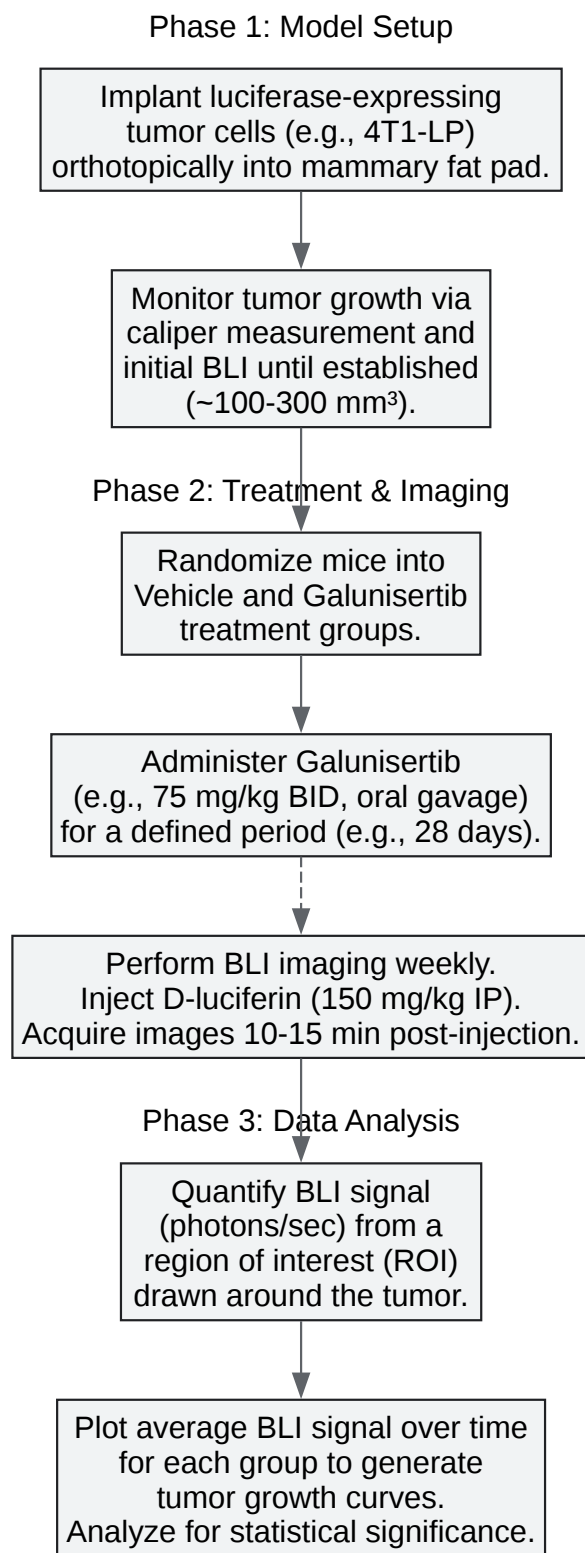 Phase 1: Model Setup
Implant luciferase-expressing
tumor cells (e.g., 4T1-LP)
orthotopically into mammary fat pad.
Monitor tumor growth via
caliper measurement and
initial BLI until established
(~100-300 mm³).
Phase 2: Treatment & Imaging
Randomize mice into
Vehicle and Galunisertib
treatment groups.
Administer Galunisertib
(e.g., 75 mg/kg BID, oral gavage)
for a defined period (e.g., 28 days).
Perform BLI imaging weekly.
Inject D-luciferin (150 mg/kg IP).
Acquire images 10-15 min post-injection.
Phase 3: Data Analysis
Quantify BLI signal
(photons/sec) from a
region of interest (ROI)
drawn around the tumor.
Plot average BLI signal over time
for each group to generate
tumor growth curves.
Analyze for statistical significance.